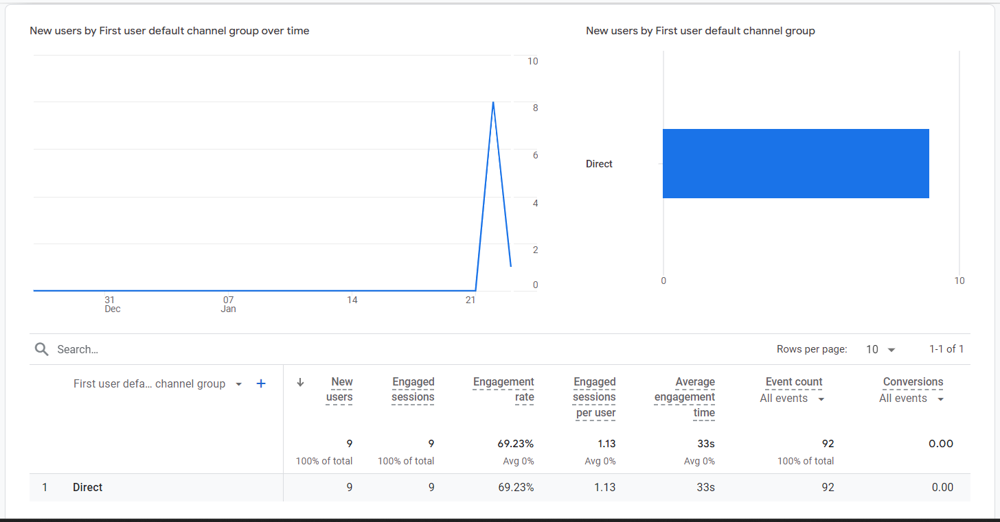 New users by First user default channel group over time
10
8
6
4
2
0
31
Dec
07
Jan
14
21
New users by First user default channel group
Direct
0
10
Search...
Rows per page: 10 1-1 of 1
First user defa... channel group +
New users
Engaged sessions
Engagement rate
Engaged sessions per user
Average engagement time
Event count
All events
Conversions
All events
9 9 69.23% 1.13 33s 92 0.00
100% of total 100% of total Avg 0% Avg 0% Avg 0% 100% of total
1 Direct 9 9 69.23% 1.13 33s 92 0.00